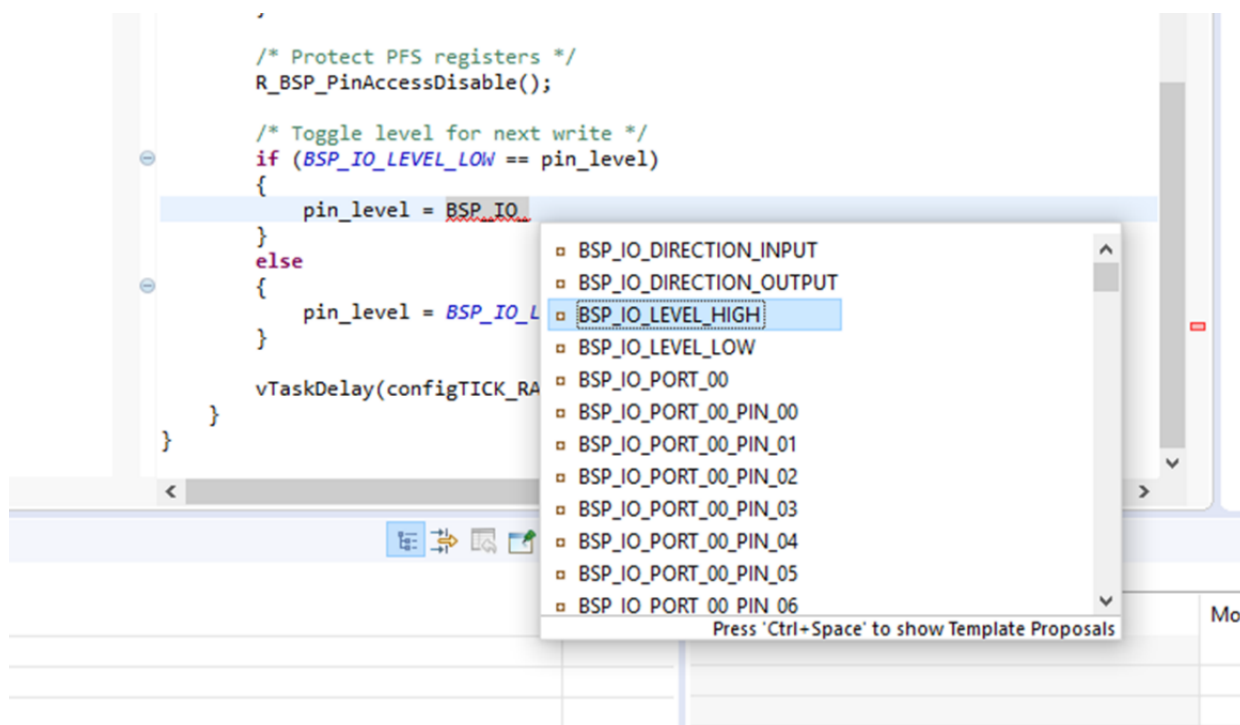 }
/* Protect PFS registers */
R_BSP_PinAccessDisable();
/* Toggle level for next write */
if (BSP_IO_LEVEL_LOW == pin_level)
{
pin_level = BSP_IO_
}
else
{
pin_level = BSP_IO_L
}
vTaskDelay(configTICK_RA
}
}
BSP_IO_DIRECTION_INPUT
BSP_IO_DIRECTION_OUTPUT
BSP_IO_LEVEL_HIGH
BSP_IO_LEVEL_LOW
BSP_IO_PORT_00
BSP_IO_PORT_00_PIN_00
BSP_IO_PORT_00_PIN_01
BSP_IO_PORT_00_PIN_02
BSP_IO_PORT_00_PIN_03
BSP_IO_PORT_00_PIN_04
BSP_IO_PORT_00_PIN_05
BSP_IO_PORT_00_PIN_06
Press 'Ctrl+Space' to show Template Proposals
Mo